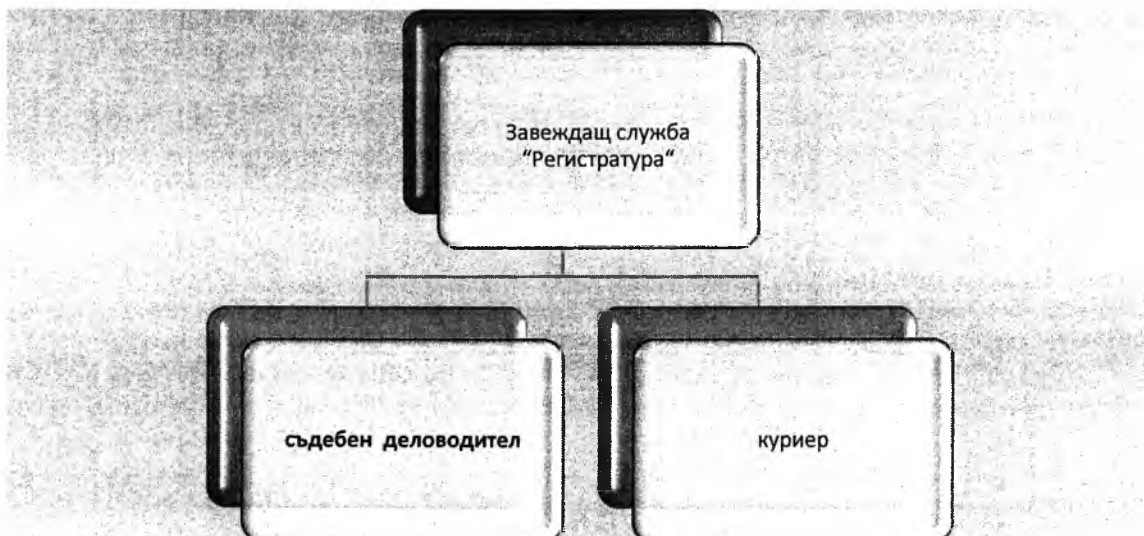 Завеждащ служба
“Регистратура“
съдебен деловодител
куриер